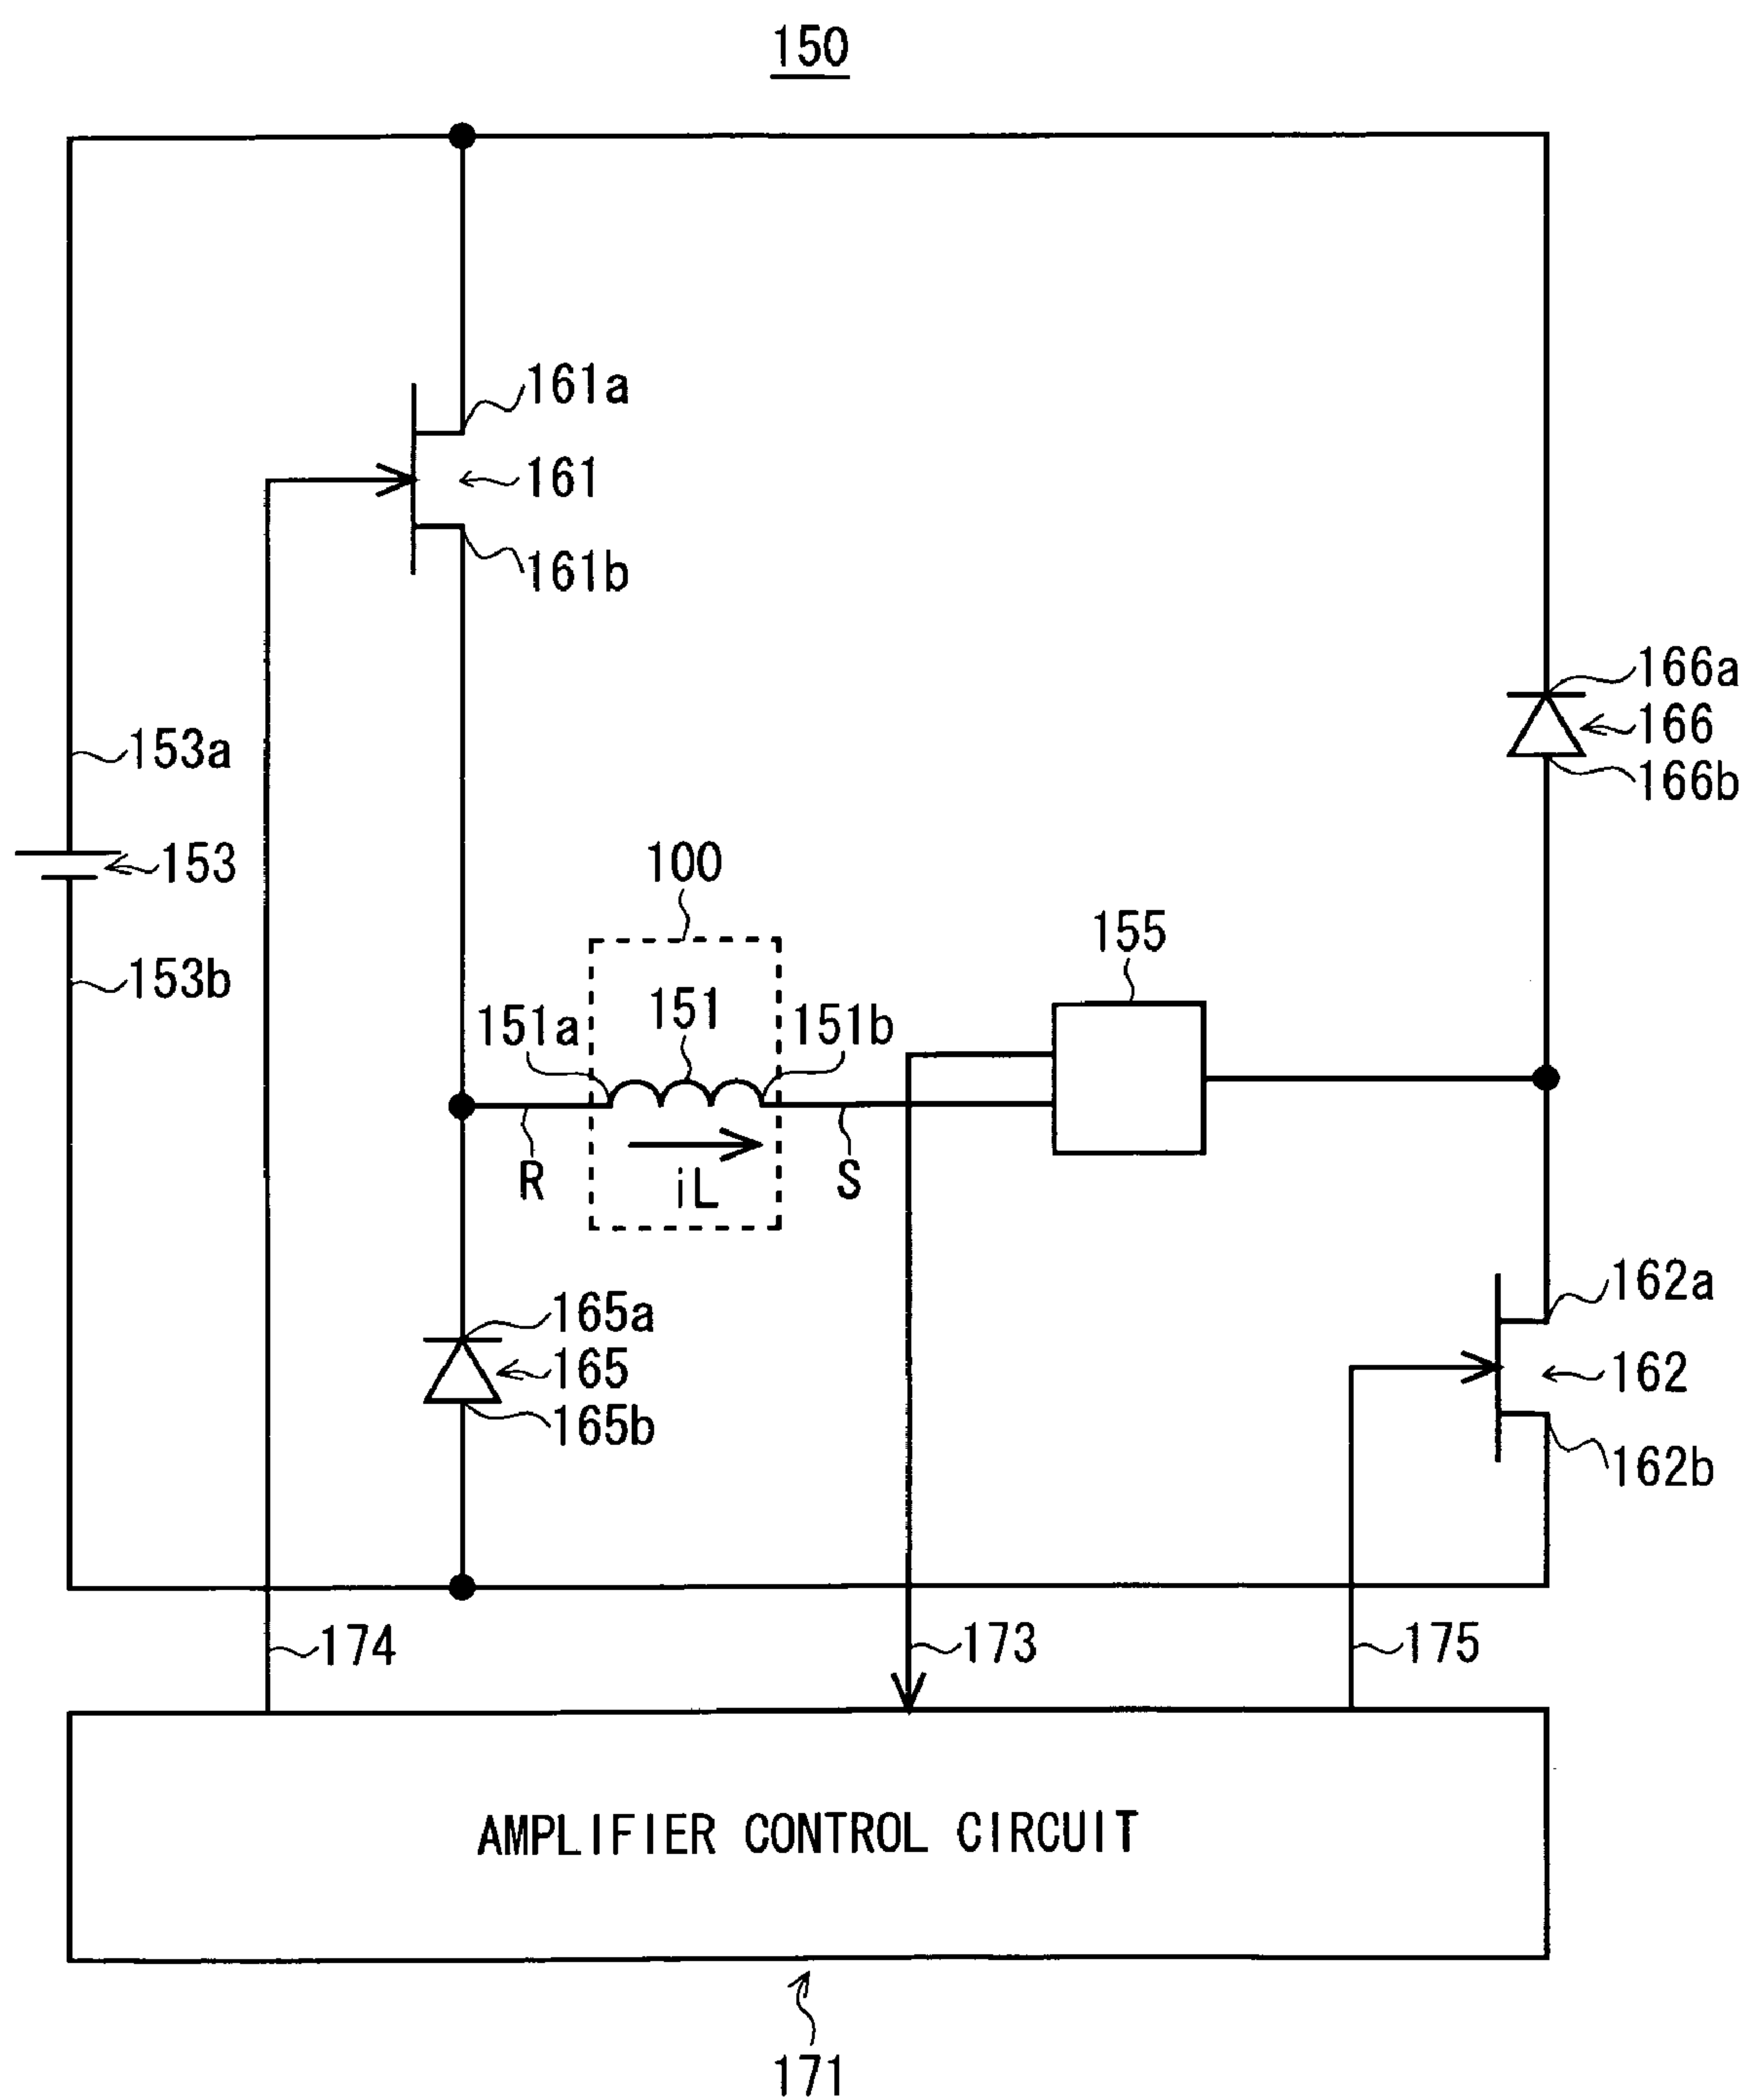 150
161a
161
161b
166a
166
166b
153a
153
153b
100
155
151a
151
151b
R
iL
S
165a
165
165b
162a
162
162b
174
173
175
AMPLIFIER CONTROL CIRCUIT
171